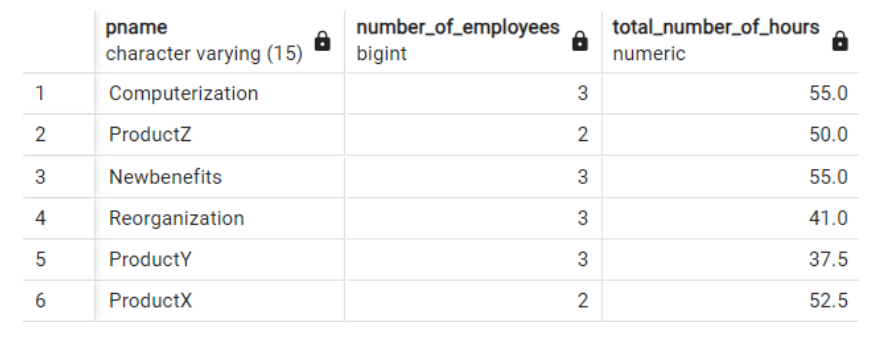 pname number_of_employees total_number_of_hours
character varying (15) bigint numeric
1 Computerization 3 55.0
2 ProductZ 2 50.0
3 Newbenefits 3 55.0
4 Reorganization 3 41.0
5 ProductY 3 37.5
6 ProductX 2 52.5